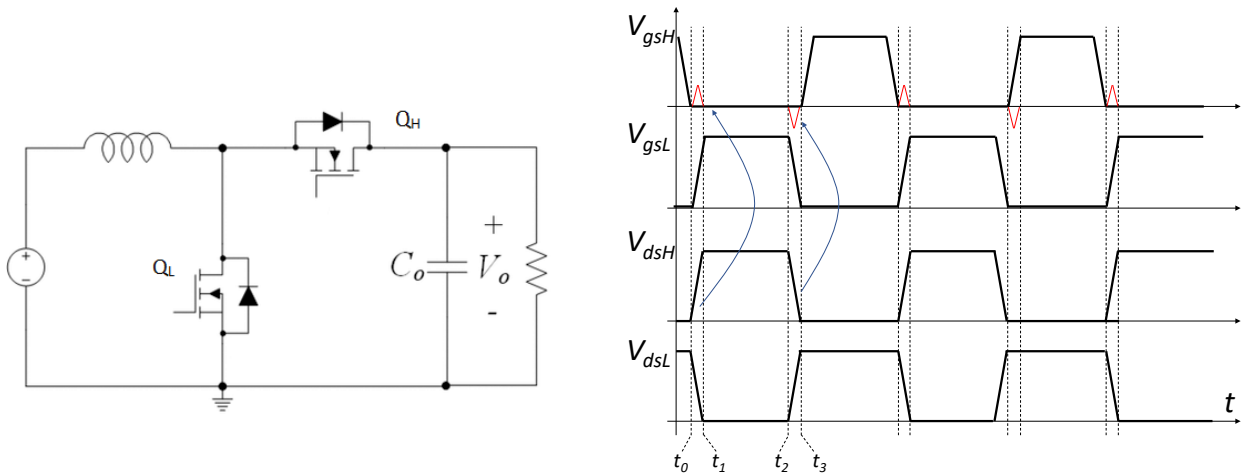 Q_H
Q_L
+
C_o
V_o
-
+
-
V_gsH
V_gsL
V_dsH
V_dsL
t
t_0
t_1
t_2
t_3